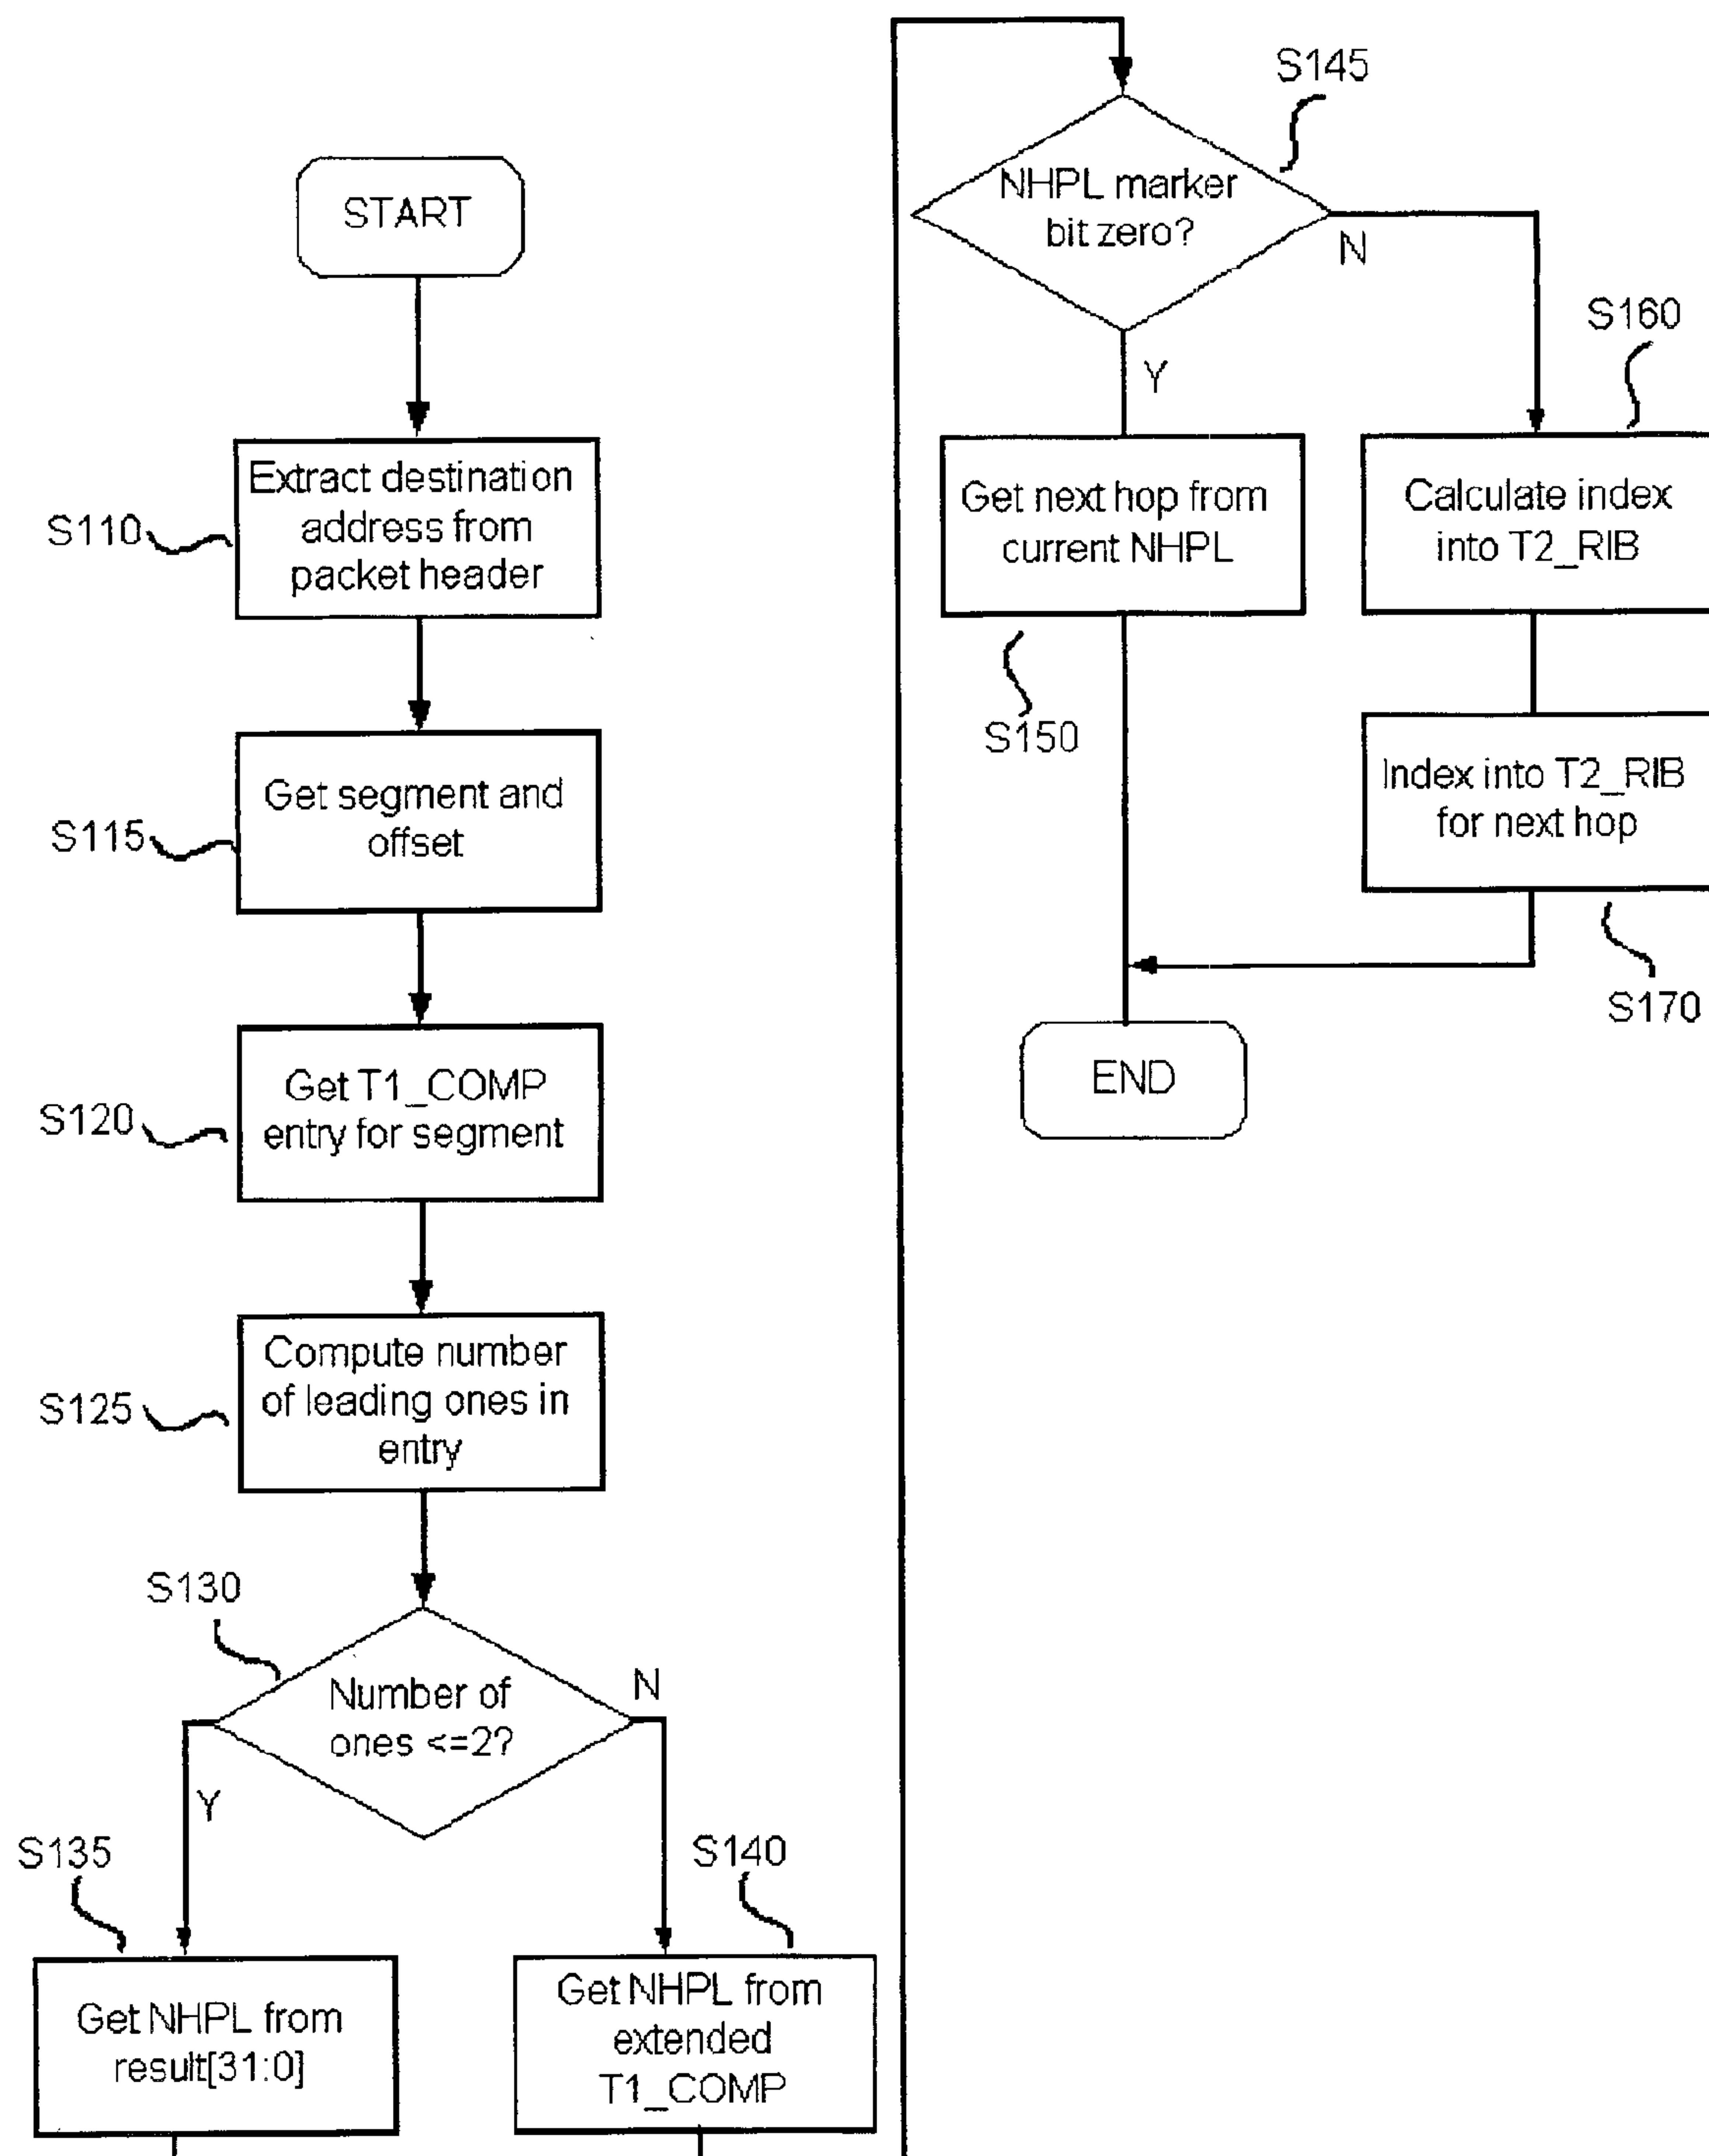 START
S110
Extract destination
address from
packet header
S115
Get segment and
offset
S120
Get T1_COMP
entry for segment
S125
Compute number
of leading ones in
entry
S130
Number of
ones <=2?
Y
N
S135
Get NHPL from
result[31:0]
S140
Get NHPL from
extended
T1_COMP
S145
NHPL marker
bit zero?
Y
N
Get next hop from
current NHPL
S150
S160
Calculate index
into T2_RIB
Index into T2_RIB
for next hop
S170
END